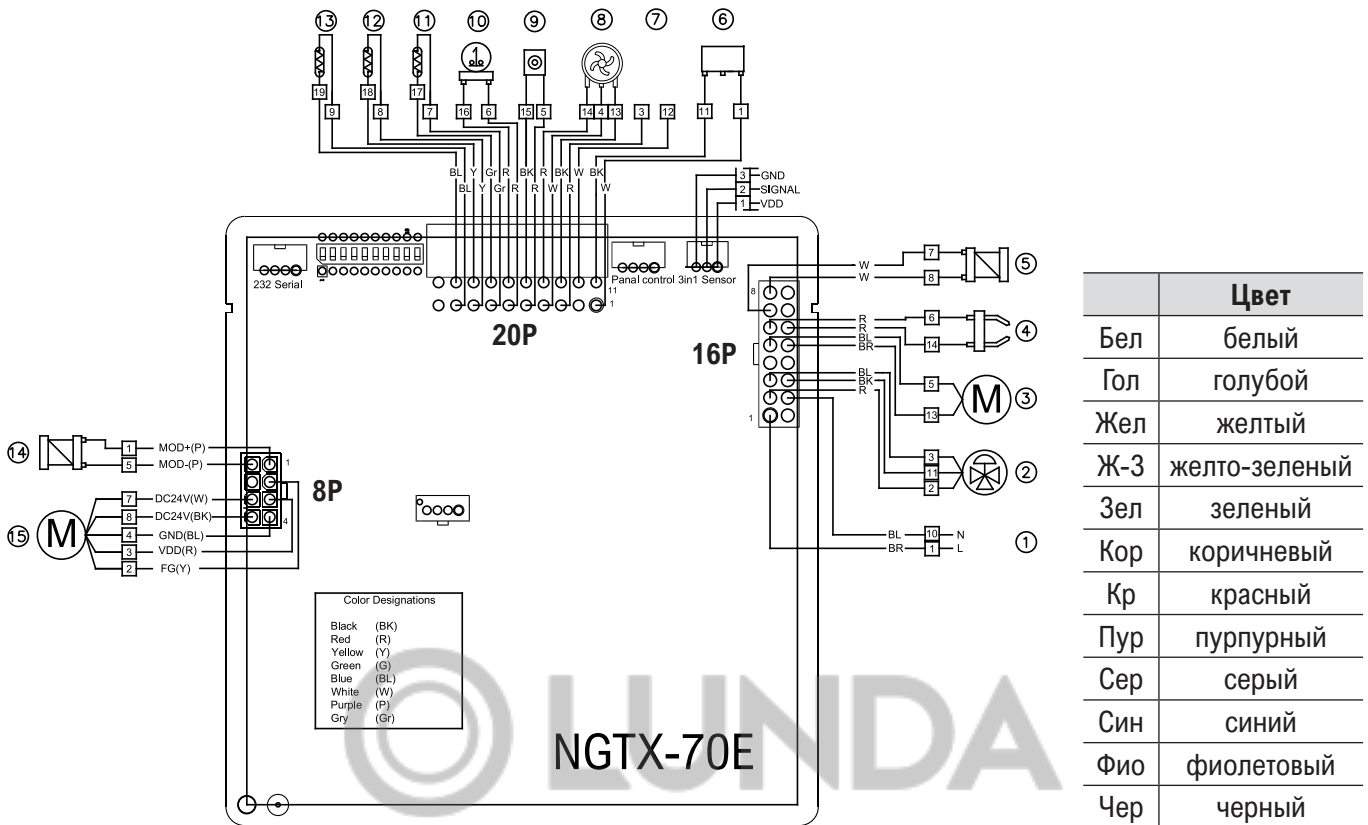 ⑬ ⑫ ⑪ ⑩ ⑨ ⑧ ⑦ ⑥
1
19 18 17 16 6 15 5 14 4 13 3 12 11 1
9 8 7
BL Y Gr R BK R BK W BK
BL Y Gr R R W R W
3 GND
2 SIGNAL
1 VDD
232 Serial
Panal control
3in1 Sensor
11
1
20P
16P
8
1
W 7
W 8
⑤
R 6
R 14
④
BL 5
BR 13
M ③
BL 3
BK 11
R 2
②
BL 10 N
BR 1 L
①
⑭
1 MOD+(P)
5 MOD-(P)
1
4
8P
⑮ M
7 DC24V(W)
8 DC24V(BK)
4 GND(BL)
3 VDD(R)
2 FG(Y)
Color Designations
Black (BK)
Red (R)
Yellow (Y)
Green (G)
Blue (BL)
White (W)
Purple (P)
Gry (Gr)
NGTX-70E
LUNDA
Цвет
Бел белый
Гол голубой
Жел желтый
Ж-З желто-зеленый
Зел зеленый
Кор коричневый
Кр красный
Пур пурпурный
Сер серый
Син синий
Фио фиолетовый
Чер черный